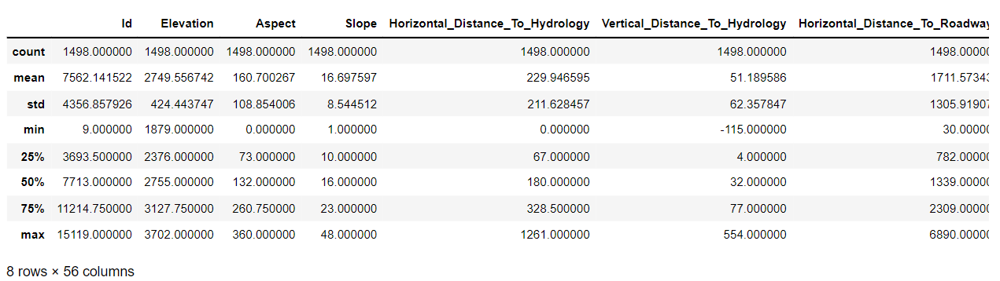 Id Elevation Aspect Slope Horizontal_Distance_To_Hydrology Vertical_Distance_To_Hydrology Horizontal_Distance_To_Roadway
count 1498.000000 1498.000000 1498.000000 1498.000000 1498.000000 1498.000000 1498.00000
mean 7562.141522 2749.556742 160.700267 16.697597 229.946595 51.189586 1711.57343
std 4356.857926 424.443747 108.854006 8.544512 211.628457 62.357847 1305.91907
min 9.000000 1879.000000 0.000000 1.000000 0.000000 -115.000000 30.00000
25% 3693.500000 2376.000000 73.000000 10.000000 67.000000 4.000000 782.00000
50% 7713.000000 2755.000000 132.000000 16.000000 180.000000 32.000000 1339.00000
75% 11214.750000 3127.750000 260.750000 23.000000 328.500000 77.000000 2309.00000
max 15119.000000 3702.000000 360.000000 48.000000 1261.000000 554.000000 6890.00000
8 rows × 56 columns